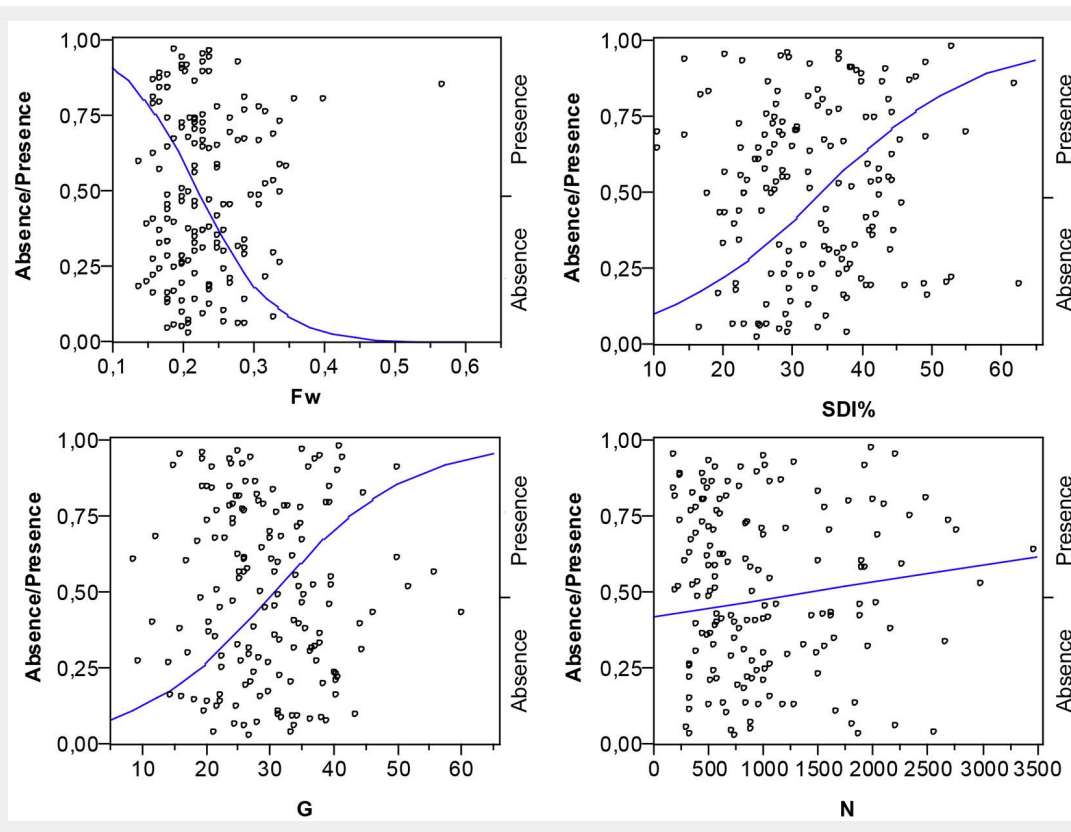 1,00
0,75
0,50
0,25
0,00
Absence/Presence
Absence Presence
0,1 0,2 0,3 0,4 0,5 0,6
Fw
1,00
0,75
0,50
0,25
0,00
Absence/Presence
Absence Presence
10 20 30 40 50 60
SDI%
1,00
0,75
0,50
0,25
0,00
Absence/Presence
Absence Presence
10 20 30 40 50 60
G
1,00
0,75
0,50
0,25
0,00
Absence/Presence
Absence Presence
0 500 1000 1500 2000 2500 3000 3500
N